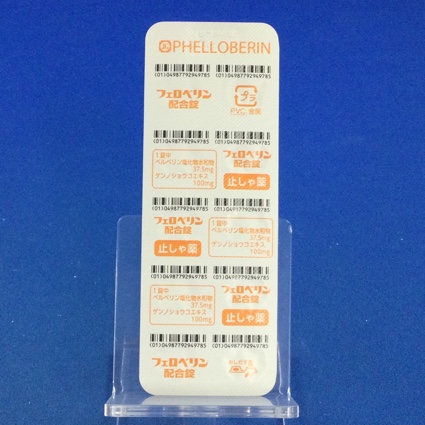 PHELLOBERIN
(01)04987792949785 (01)04987792949785
フェロベリン
配合錠
プラ
PVC, 金属
(01)04987792949785 (01)04987792949785
1錠中
ベルベリン塩化物水和物
37.5mg
ゲンノショウコエキス
100mg
フェロベリン
配合錠
止しゃ薬
(01)04987792949785 (01)04987792949785
フェロベリン
配合錠
止しゃ薬
1錠中
ベルベリン塩化物水和物
37.5mg
ゲンノショウコエキス
100mg
(01)04987792949785 (01)04987792949785
1錠中
ベルベリン塩化物水和物
37.5mg
ゲンノショウコエキス
100mg
フェロベリン
配合錠
止しゃ薬
(01)04987792949785 (01)04987792949785
フェロベリン
配合錠